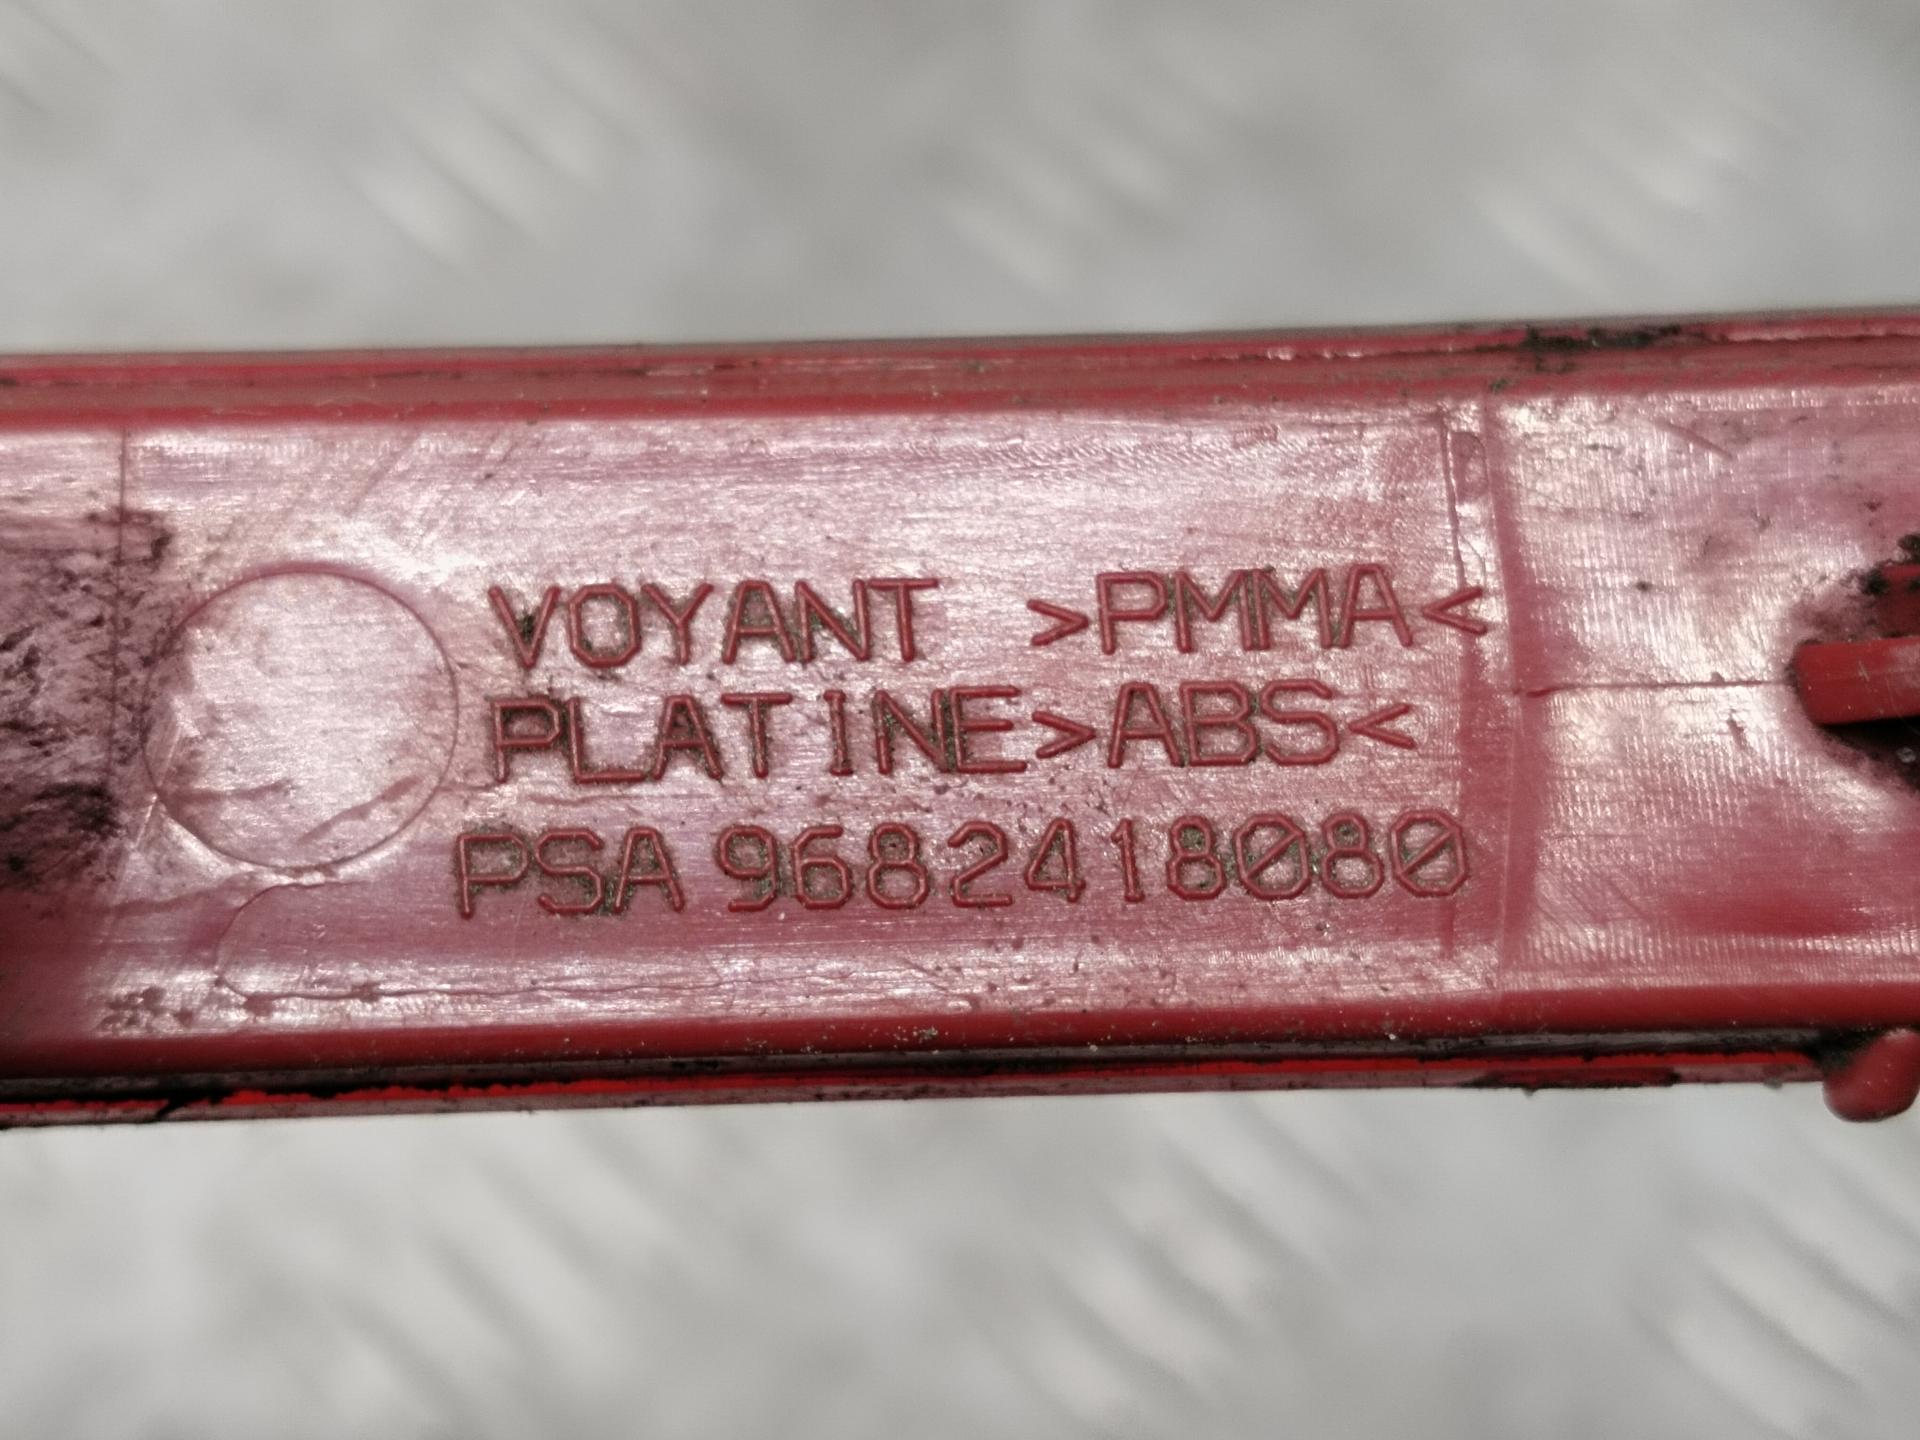 VOYANT >PMMA<
PLATINE>ABS<
PSA 9682418080